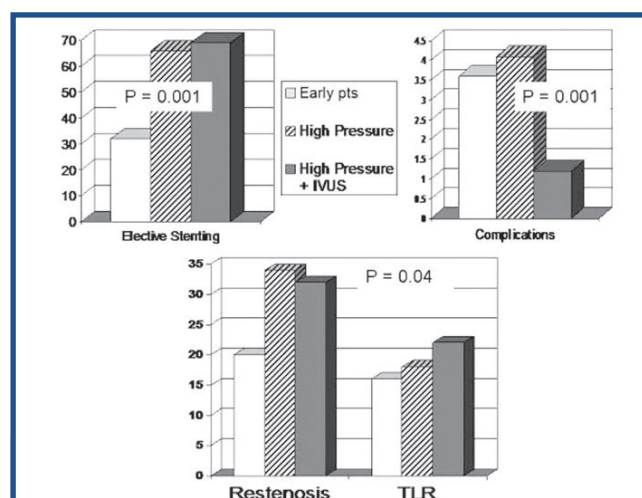 70
60
50
40
30
20
10
0
P = 0.001
Elective Stenting
Early pts
High Pressure
High Pressure
+ IVUS
4.5
4
3.5
3
2.5
2
1.5
1
0.5
0
P = 0.001
Complications
35
30
25
20
15
10
5
0
P = 0.04
Restenosis
TLR